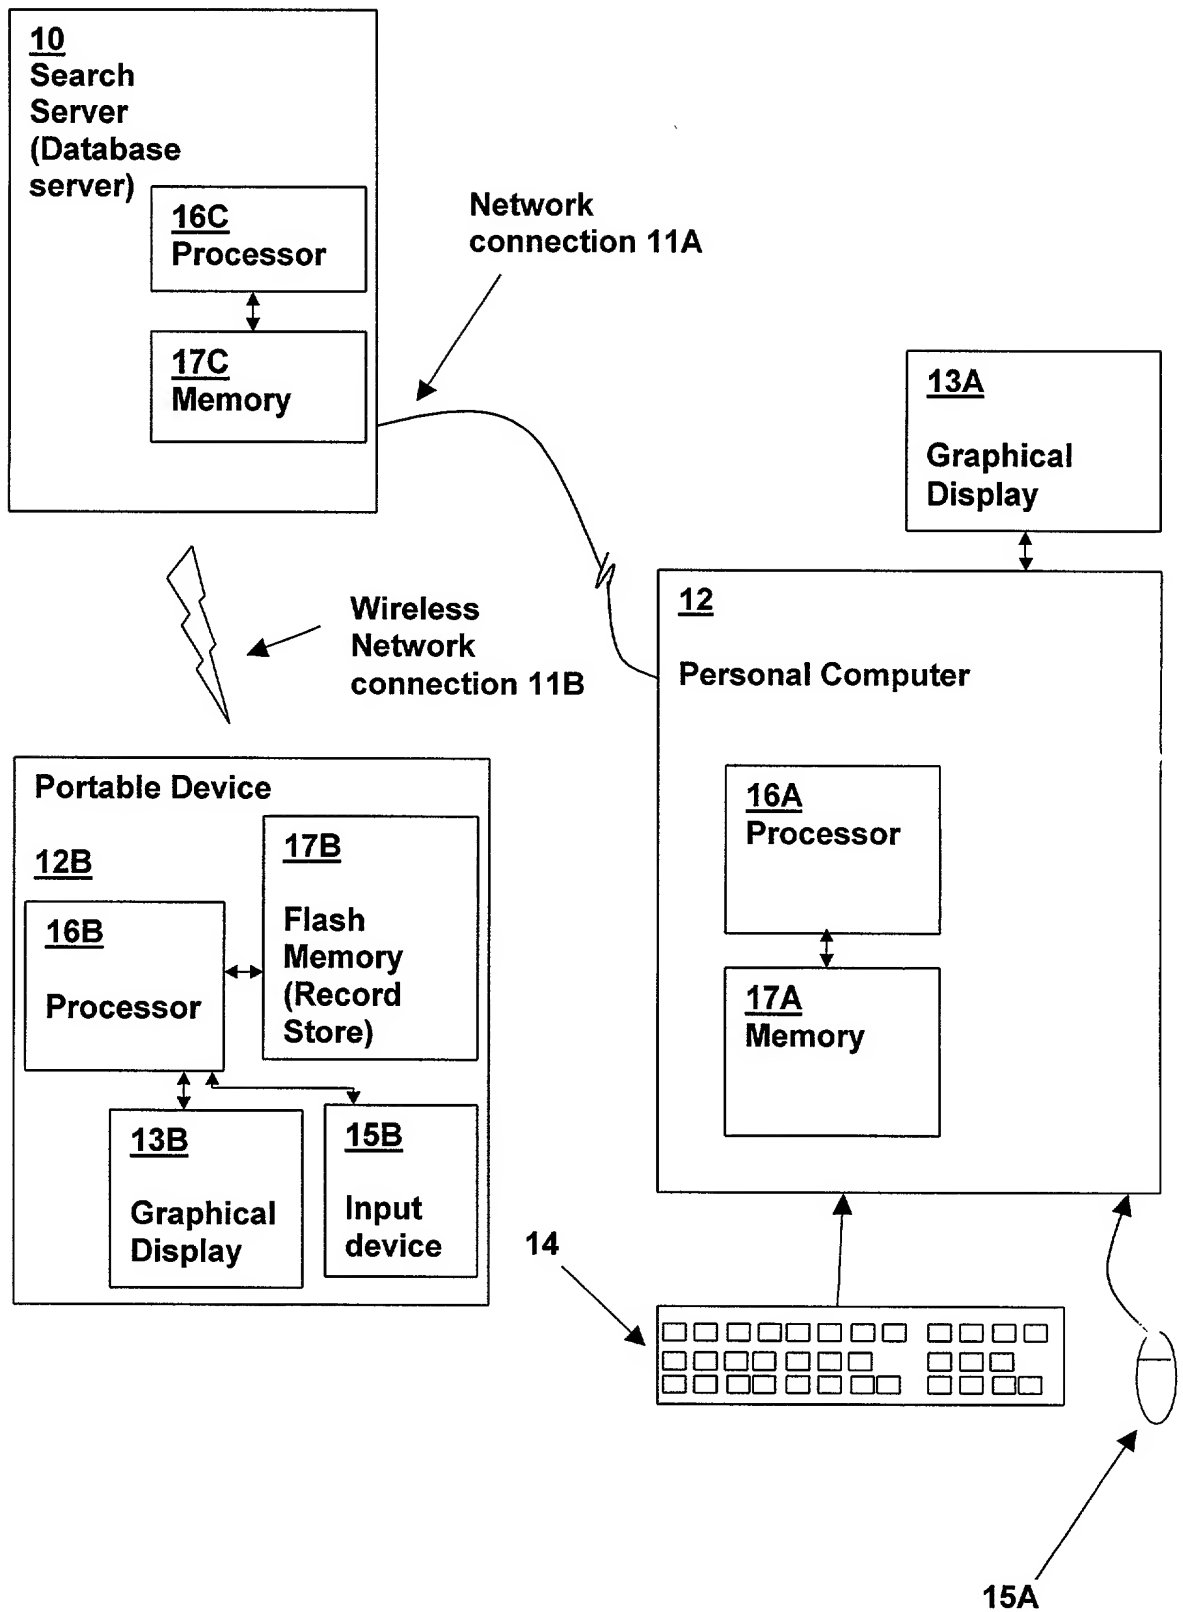 10
Search
Server
(Database
server)
16C
Processor
17C
Memory
Network
connection 11A
13A
Graphical
Display
Wireless
Network
connection 11B
12
Personal Computer
16A
Processor
17A
Memory
Portable Device
12B
17B
Flash
Memory
(Record
Store)
16B
Processor
13B
Graphical
Display
15B
Input
device
14
15A